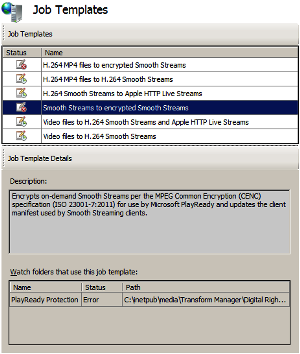 Job Templates
Job Templates
Status Name
H.264 MP4 files to encrypted Smooth Streams
H.264 MP4 files to H.264 Smooth Streams
H.264 Smooth Streams to Apple HTTP Live Streams
Smooth Streams to encrypted Smooth Streams
Video files to H.264 Smooth Streams and Apple HTTP Live Streams
Video files to H.264 Smooth Streams
Job Template Details
Description:
Encrypts on-demand Smooth Streams per the MPEG Common Encryption (CENC)
specification (ISO 23001-7:2011) for use by Microsoft PlayReady and updates the client
manifest used by Smooth Streaming clients.
Watch folders that use this job template:
Name Status Path
PlayReady Protection Error C:\inetpub\media\Transform Manager\Digital Righ...